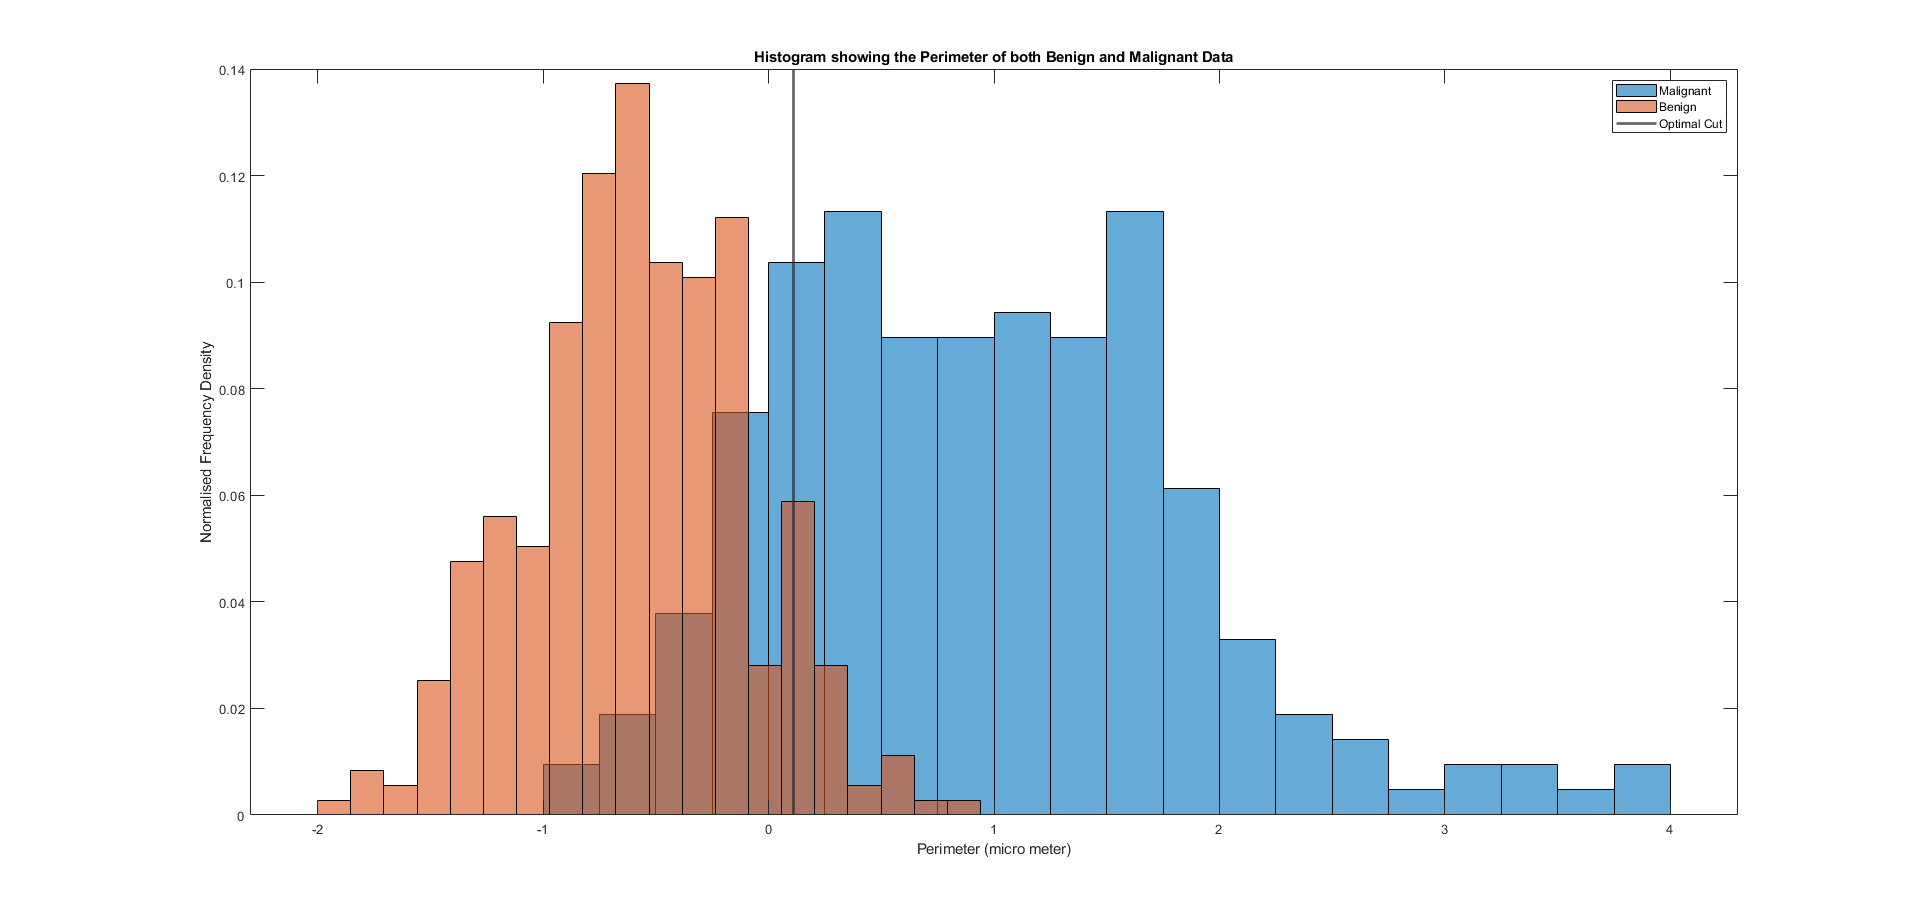 Histogram showing the Perimeter of both Benign and Malignant Data
Malignant
Benign
Optimal Cut
Normalised Frequency Density
0.14
0.12
0.1
0.08
0.06
0.04
0.02
0
-2
-1
0
1
2
3
4
Perimeter (micro meter)